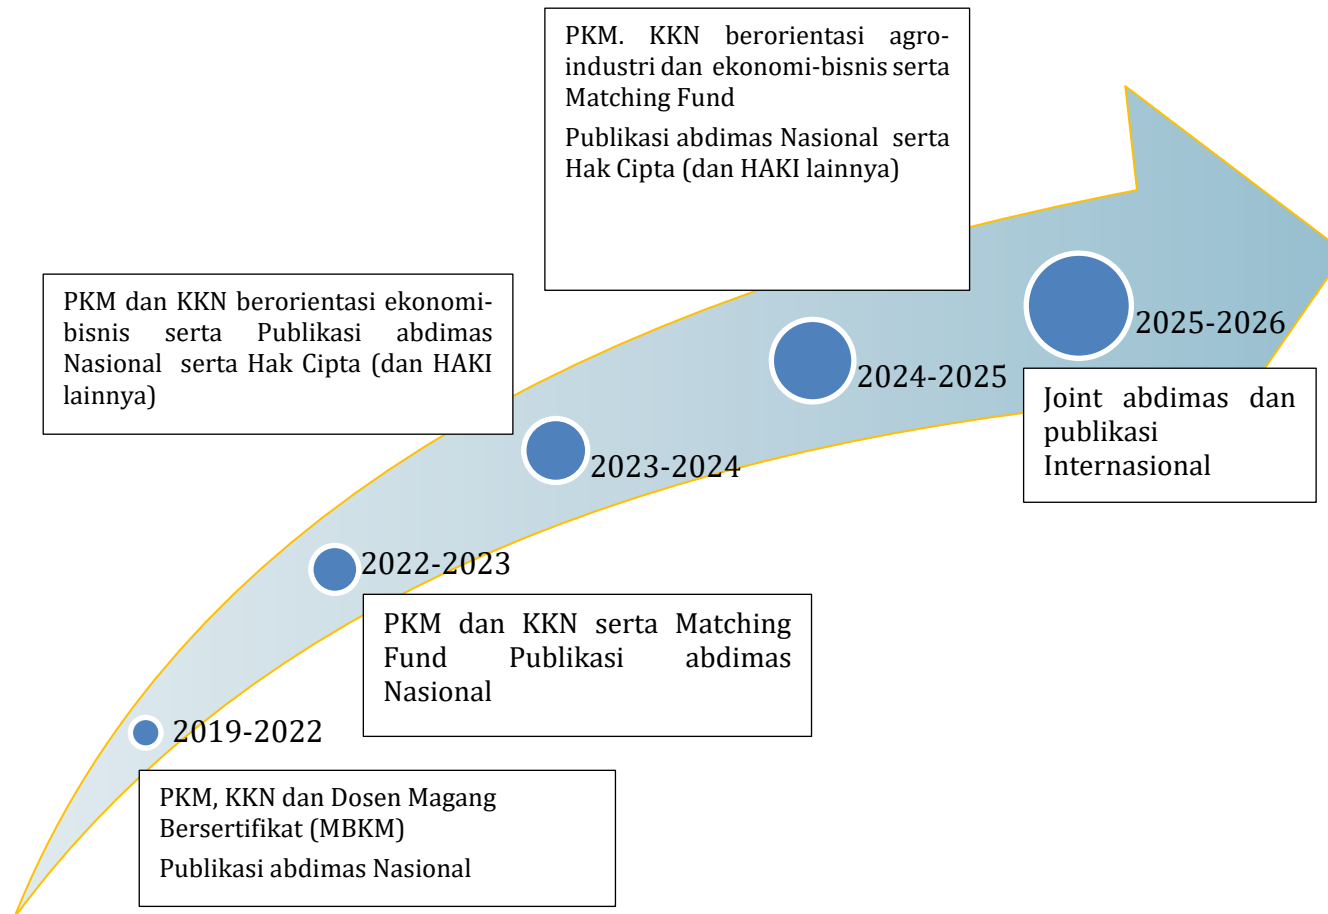 PKM. KKN berorientasi agro-
industri dan ekonomi-bisnis serta
Matching Fund
Publikasi abdimas Nasional serta
Hak Cipta (dan HAKI lainnya)
PKM dan KKN berorientasi ekonomi-
bisnis serta Publikasi abdimas
Nasional serta Hak Cipta (dan HAKI
lainnya)
2025-2026
Joint abdimas dan
publikasi
Internasional
2024-2025
2023-2024
2022-2023
PKM dan KKN serta Matching
Fund Publikasi abdimas
Nasional
2019-2022
PKM, KKN dan Dosen Magang
Bersertifikat (MBKM)
Publikasi abdimas Nasional